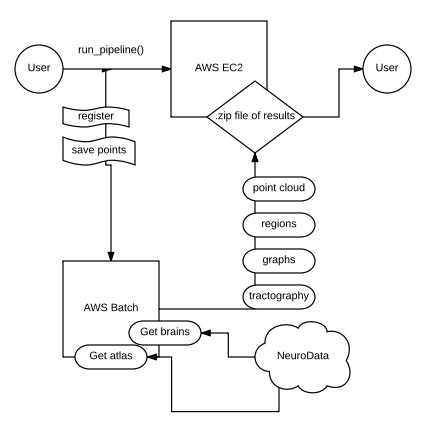 run_pipeline()
User
AWS EC2
User
register
.zip file of results
save points
point cloud
regions
graphs
tractography
AWS Batch
Get brains
Get atlas
NeuroData